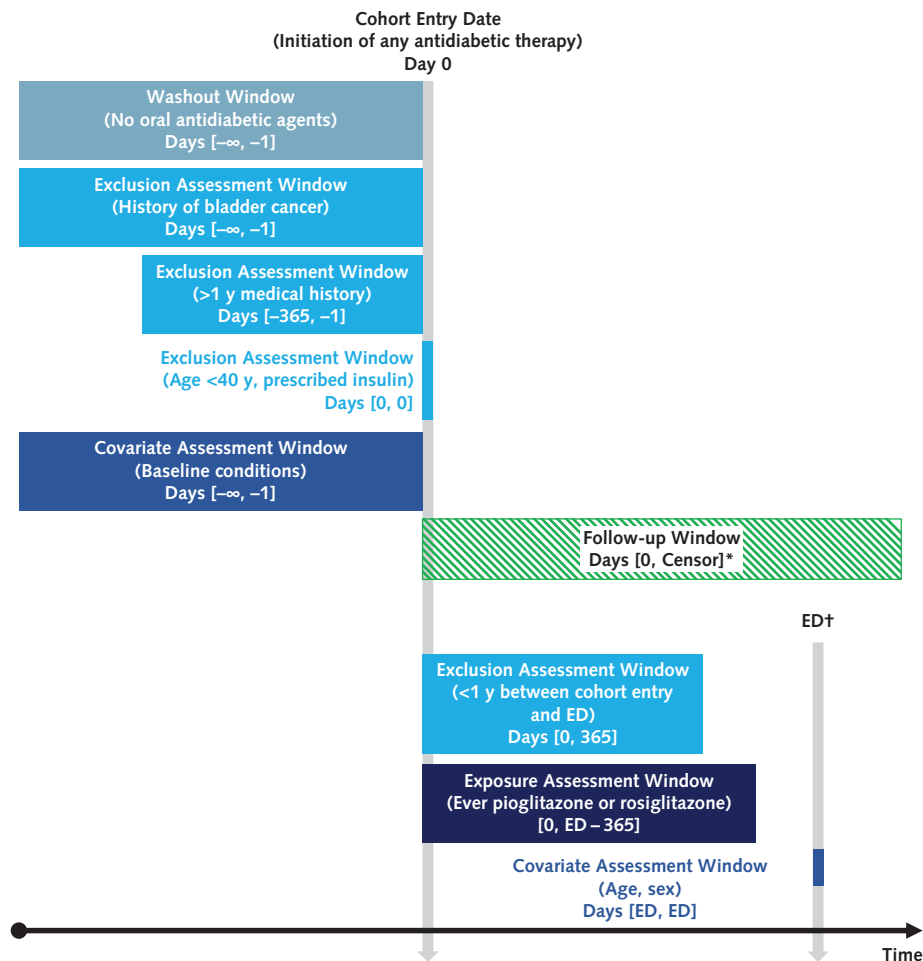 Cohort Entry Date
(Initiation of any antidiabetic therapy)
Day 0
Washout Window
(No oral antidiabetic agents)
Days [–∞, –1]
Exclusion Assessment Window
(History of bladder cancer)
Days [–∞, –1]
Exclusion Assessment Window
(>1 y medical history)
Days [–365, –1]
Exclusion Assessment Window
(Age <40 y, prescribed insulin)
Days [0, 0]
Covariate Assessment Window
(Baseline conditions)
Days [–∞, –1]
Follow-up Window
Days [0, Censor]*
ED†
Exclusion Assessment Window
(<1 y between cohort entry
and ED)
Days [0, 365]
Exposure Assessment Window
(Ever pioglitazone or rosiglitazone)
[0, ED – 365]
Covariate Assessment Window
(Age, sex)
Days [ED, ED]
Time